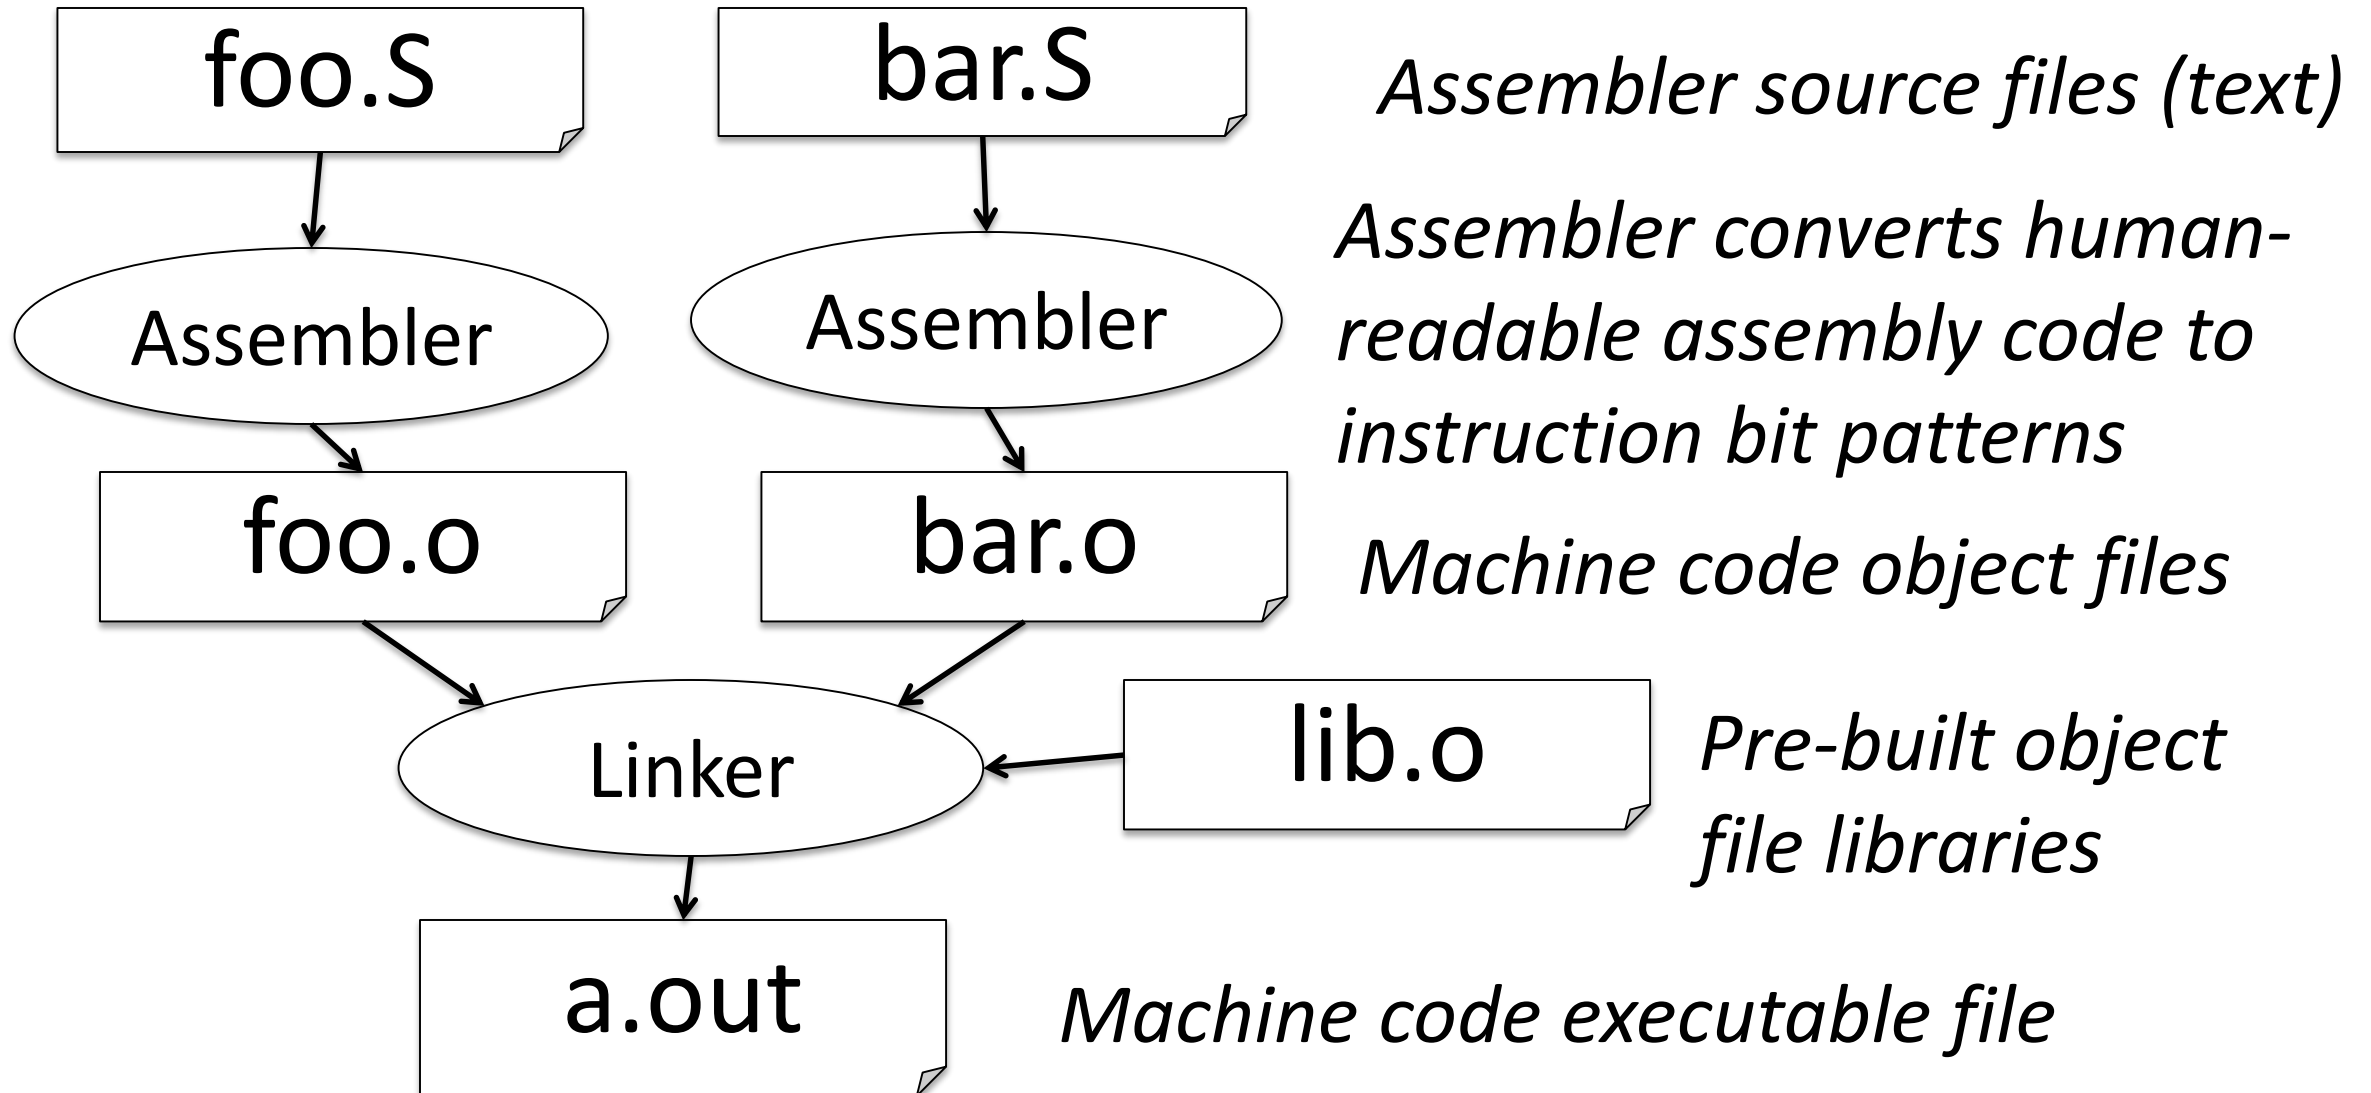 foo.S
bar.S
Assembler source files (text)
Assembler
Assembler
Assembler converts human-
readable assembly code to
instruction bit patterns
foo.o
bar.o
Machine code object files
Linker
lib.o
Pre-built object
file libraries
a.out
Machine code executable file